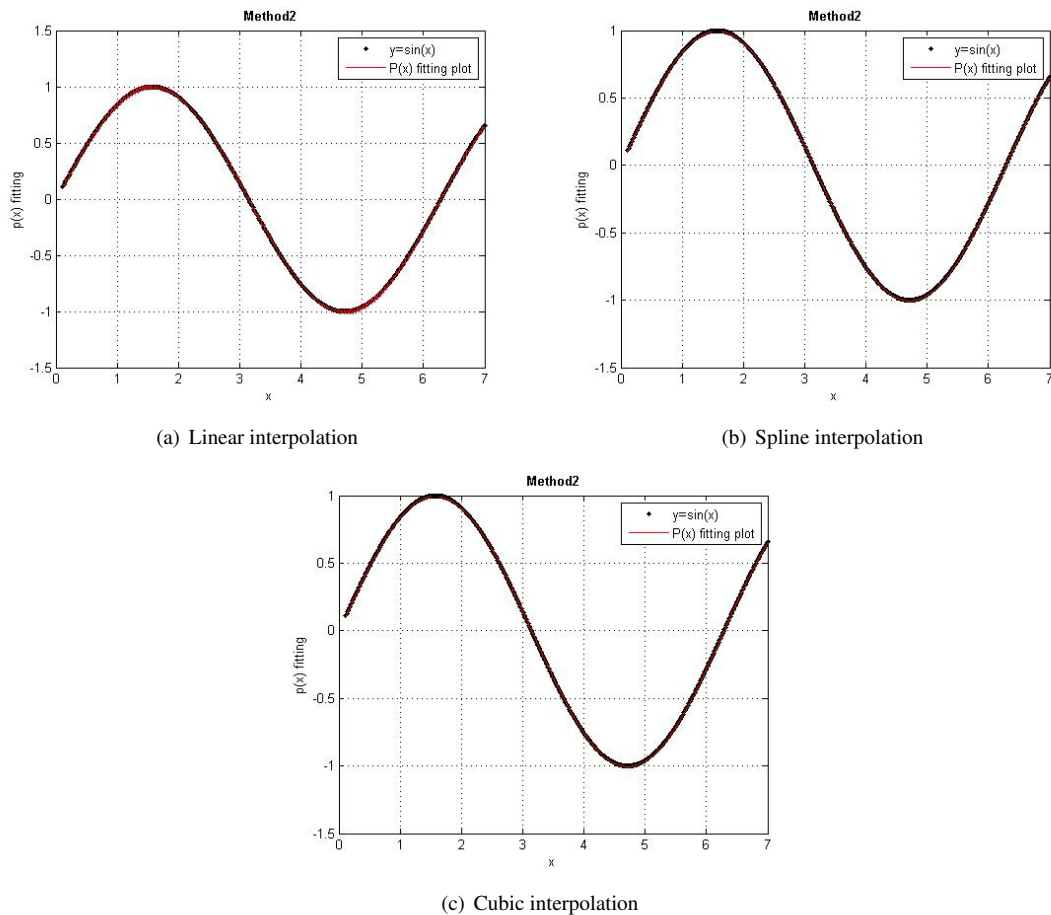 Method2
1.5
1
0.5
0
-0.5
-1
-1.5
p(x) fitting
y=sin(x)
P(x) fitting plot
0 1 2 3 4 5 6 7
x
(a) Linear interpolation
Method2
1
0.5
0
-0.5
-1
-1.5
p(x) fitting
y=sin(x)
P(x) fitting plot
0 1 2 3 4 5 6 7
x
(b) Spline interpolation
Method2
1
0.5
0
-0.5
-1
-1.5
p(x) fitting
y=sin(x)
P(x) fitting plot
0 1 2 3 4 5 6 7
x
(c) Cubic interpolation